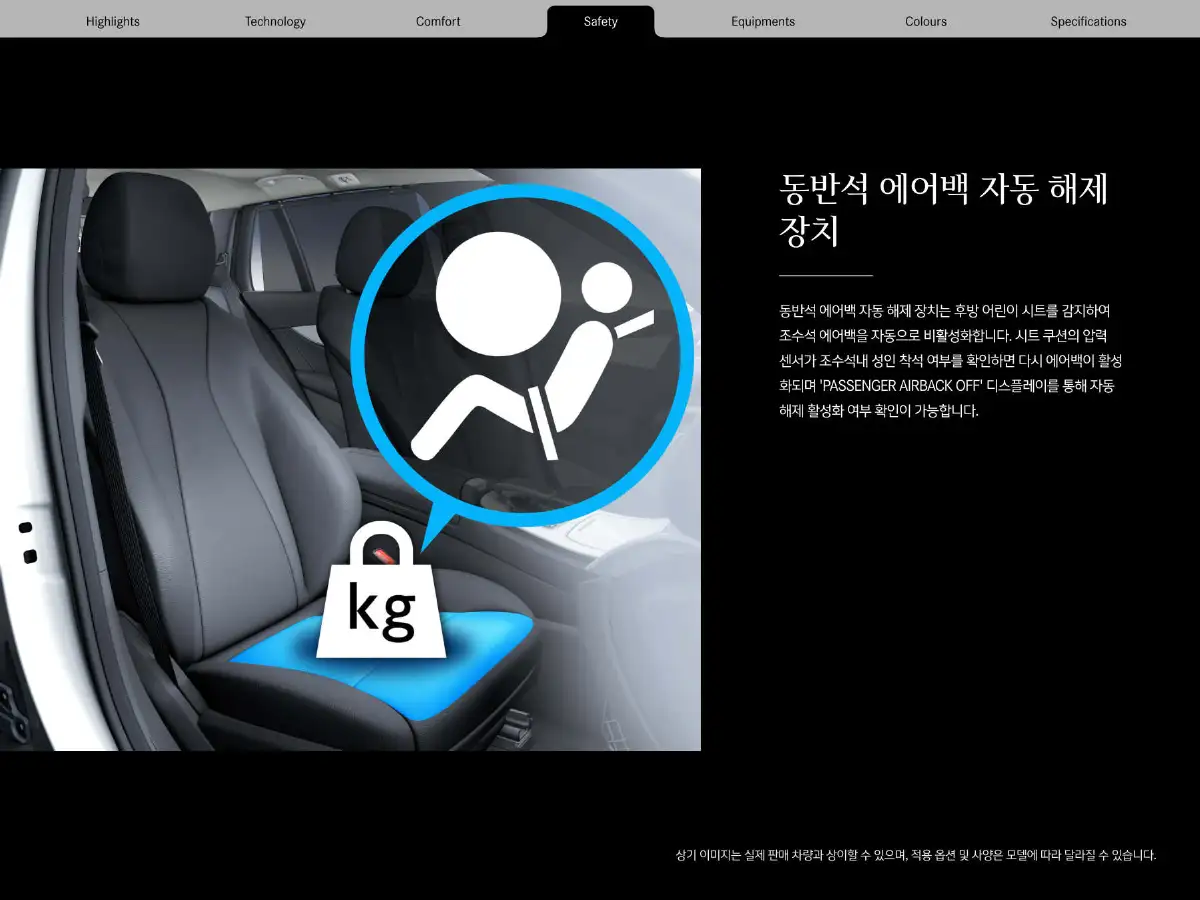 Highlights
Technology
Comfort
Safety
Equipments
Colours
Specifications
동반석 에어백 자동 해제
장치
동반석 에어백 자동 해제 장치는 후방 어린이 시트를 감지하여
조수석 에어백을 자동으로 비활성화합니다. 시트 쿠션의 압력
센서가 조수석내 성인 착석 여부를 확인하면 다시 에어백이 활성
화되며 'PASSENGER AIRBACK OFF' 디스플레이를 통해 자동
해제 활성화 여부 확인이 가능합니다.
kg
상기 이미지는 실제 판매 차량과 상이할 수 있으며, 적용 옵션 및 사양은 모델에 따라 달라질 수 있습니다.